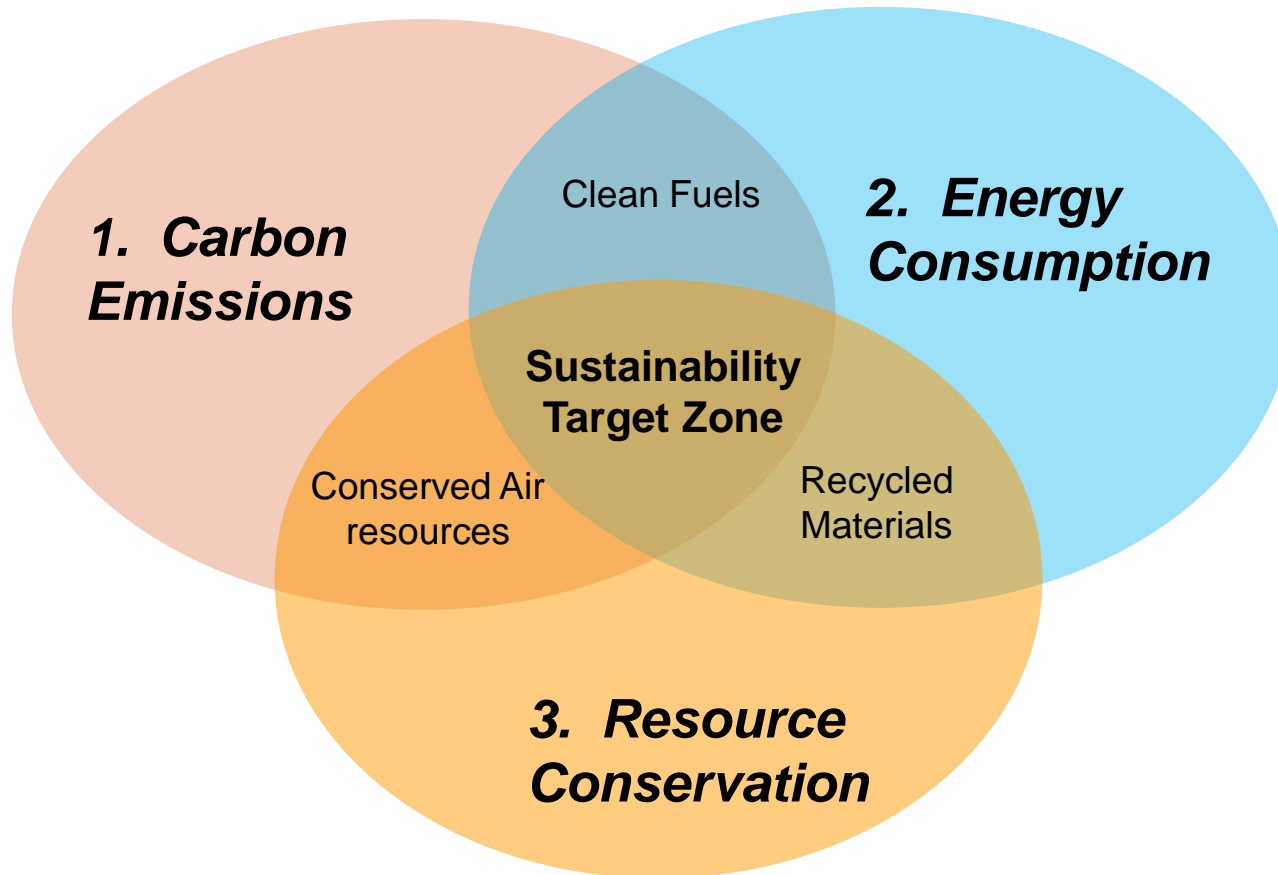 Clean Fuels
1. Carbon
Emissions
2. Energy
Consumption
Sustainability
Target Zone
Conserved Air
resources
Recycled
Materials
3. Resource
Conservation